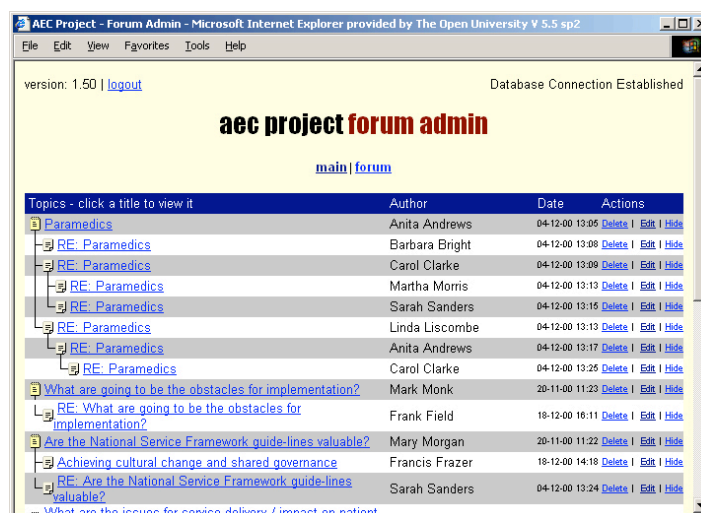 AEC Project - Forum Admin - Microsoft Internet Explorer provided by The Open University V 5.5 sp2
File Edit View Favorites Tools Help
version: 1.50 | logout Database Connection Established
aec project forum admin
main | forum
Topics - click a title to view it Author Date Actions
Paramedics Anita Andrews 04-12-00 13:05 Delete | Edit | Hide
RE: Paramedics Barbara Bright 04-12-00 13:08 Delete | Edit | Hide
RE: Paramedics Carol Clarke 04-12-00 13:09 Delete | Edit | Hide
RE: Paramedics Martha Morris 04-12-00 13:13 Delete | Edit | Hide
RE: Paramedics Sarah Sanders 04-12-00 13:15 Delete | Edit | Hide
RE: Paramedics Linda Liscombe 04-12-00 13:13 Delete | Edit | Hide
RE: Paramedics Anita Andrews 04-12-00 13:17 Delete | Edit | Hide
RE: Paramedics Carol Clarke 04-12-00 13:25 Delete | Edit | Hide
What are going to be the obstacles for implementation? Mark Monk 20-11-00 11:23 Delete | Edit | Hide
RE: What are going to be the obstacles for
implementation? Frank Field 18-12-00 16:11 Delete | Edit | Hide
Are the National Service Framework guide-lines valuable? Mary Morgan 20-11-00 11:22 Delete | Edit | Hide
Achieving cultural change and shared governance Francis Frazer 18-12-00 14:18 Delete | Edit | Hide
RE: Are the National Service Framework guide-lines
valuable? Sarah Sanders 04-12-00 13:24 Delete | Edit | Hide
What are the issues for service delivery / impact on patient